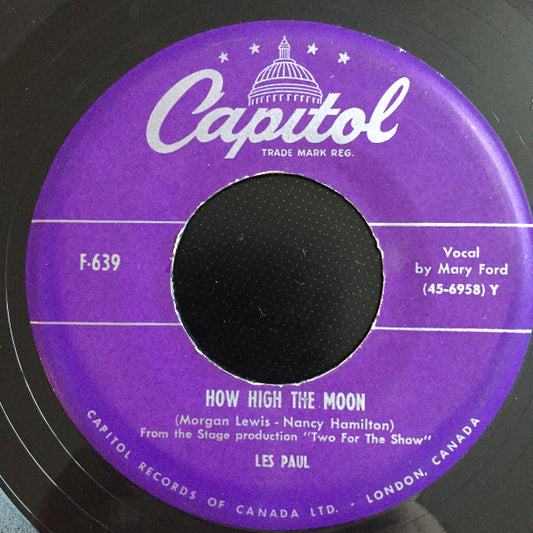 Capitol
TRADE MARK REG.
F-639
Vocal
by Mary Ford
(45-6958) Y
HOW HIGH THE MOON
(Morgan Lewis - Nancy Hamilton)
From the Stage production "Two For The Show"
LES PAUL
CAPITOL RECORDS OF CANADA LTD. - LONDON, CANADA